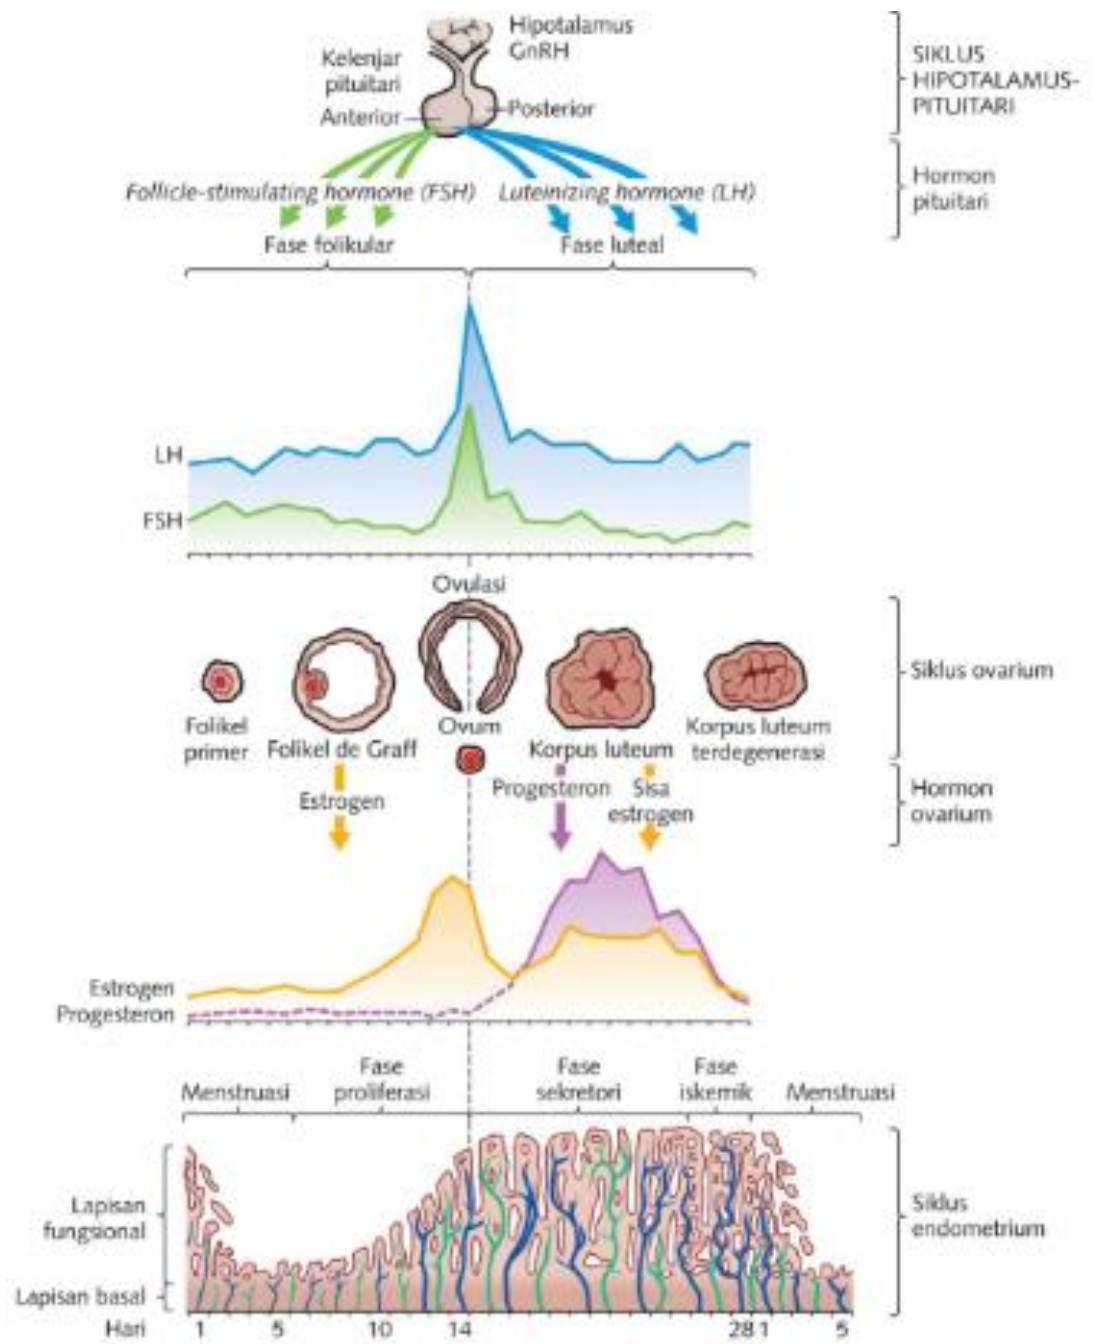 Hipotalamus
GnRH
Kelenjar
pituitari
Anterior
Posterior
SIKLUS
HIPOTALAMUS-
PITUITARI
Follicle-stimulating hormone (FSH)
Luteinizing hormone (LH)
Hormon
pituitari
Fase folikular
Fase luteal
LH
FSH
Ovulasi
Folikel
primer
Folikel de Graff
Ovum
Korpus luteum
Korpus luteum
terdegenerasi
Siklus ovarium
Estrogen
Progesteron
Sisa
estrogen
Hormon
ovarium
Estrogen
Progesteron
Menstruasi
Fase
proliferasi
Fase
sekretori
Fase
iskemik
Menstruasi
Lapisan
fungsional
Lapisan basal
Siklus
endometrium
Hari 1 5 10 14 28 1 5